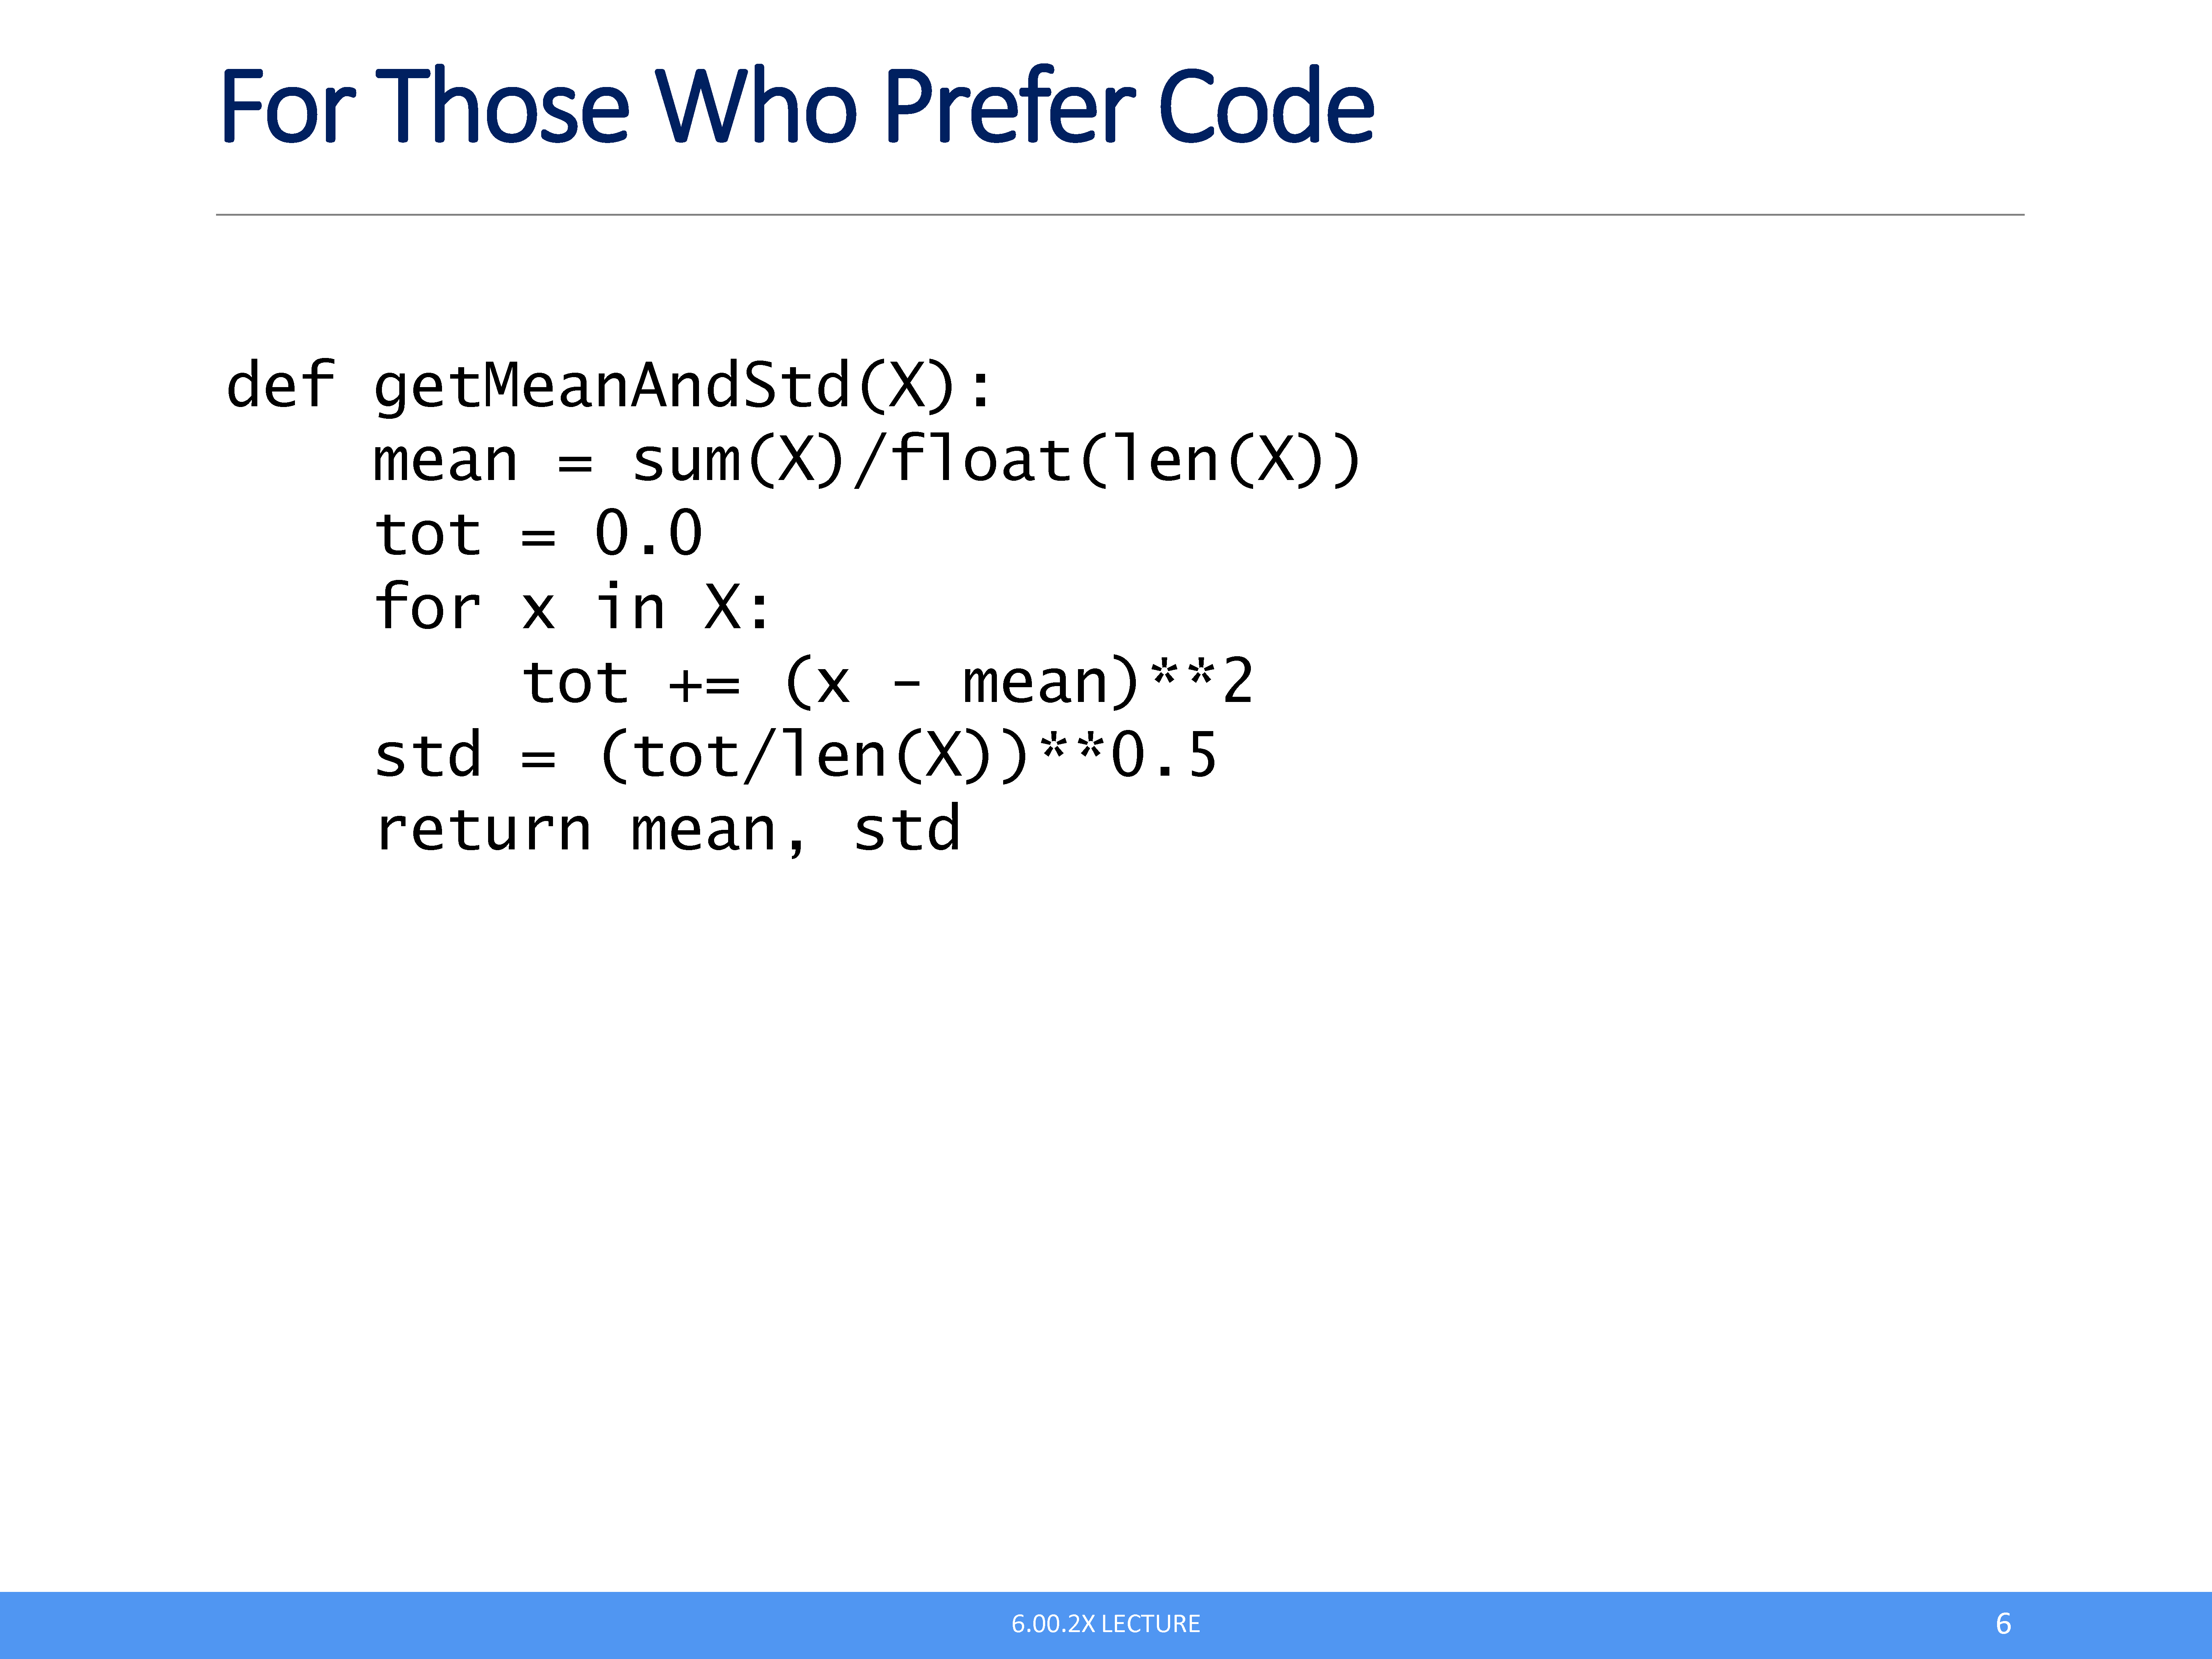 For Those Who Prefer Code
def getMeanAndStd(X):
    mean = sum(X)/float(len(X))
    tot = 0.0
    for x in X:
        tot += (x - mean)**2
    std = (tot/len(X))**0.5
    return mean, std
6.00.2X LECTURE
6